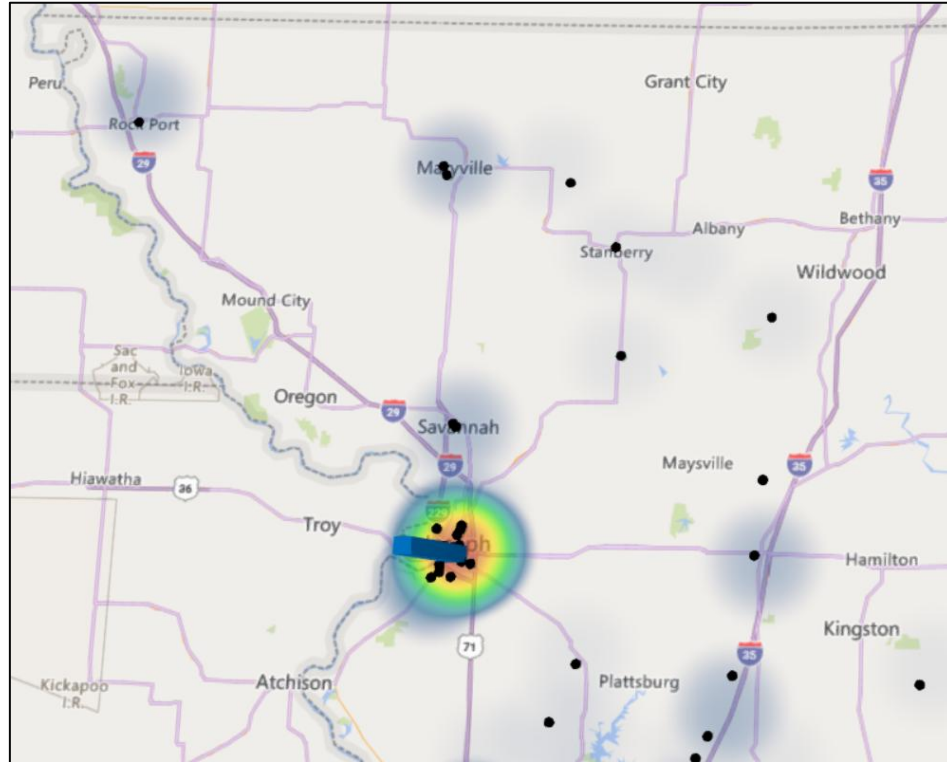 Grant City
Peru
Rock Port
29
Maryville
35
Bethany
Albany
Stanberry
Wildwood
Mound City
Sac
and
Fox
I.R.
Iowa
I.R.
Oregon
29
Savannah
29
Maysville
35
Hiawatha
36
229
Troy
Hamilton
Kingston
71
35
Atchison
Plattsburg
Kickapoo
I.R.